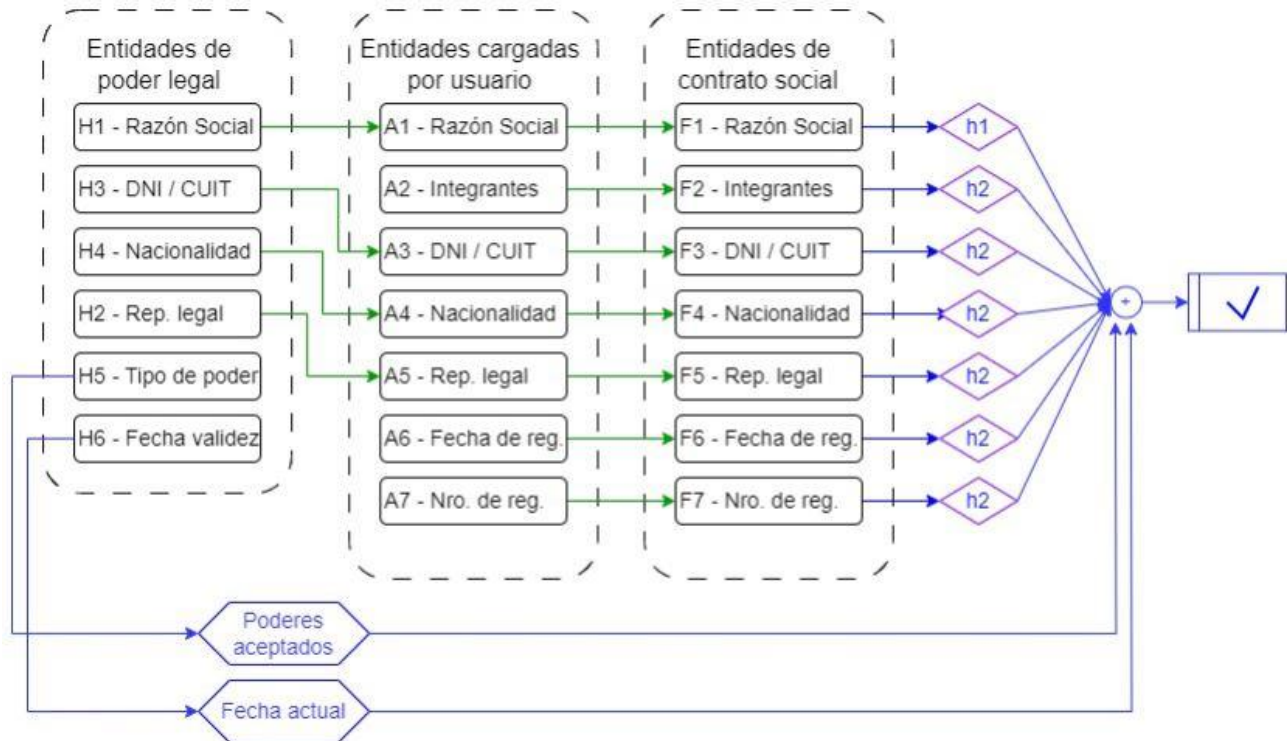 Entidades de
poder legal
H1 - Razón Social
H3 - DNI / CUIT
H4 - Nacionalidad
H2 - Rep. legal
H5 - Tipo de poder
H6 - Fecha validez
Entidades cargadas
por usuario
A1 - Razón Social
A2 - Integrantes
A3 - DNI / CUIT
A4 - Nacionalidad
A5 - Rep. legal
A6 - Fecha de reg.
A7 - Nro. de reg.
Entidades de
contrato social
F1 - Razón Social
F2 - Integrantes
F3 - DNI / CUIT
F4 - Nacionalidad
F5 - Rep. legal
F6 - Fecha de reg.
F7 - Nro. de reg.
h1
h2
h2
h2
h2
h2
h2
+
Poderes
aceptados
Fecha actual